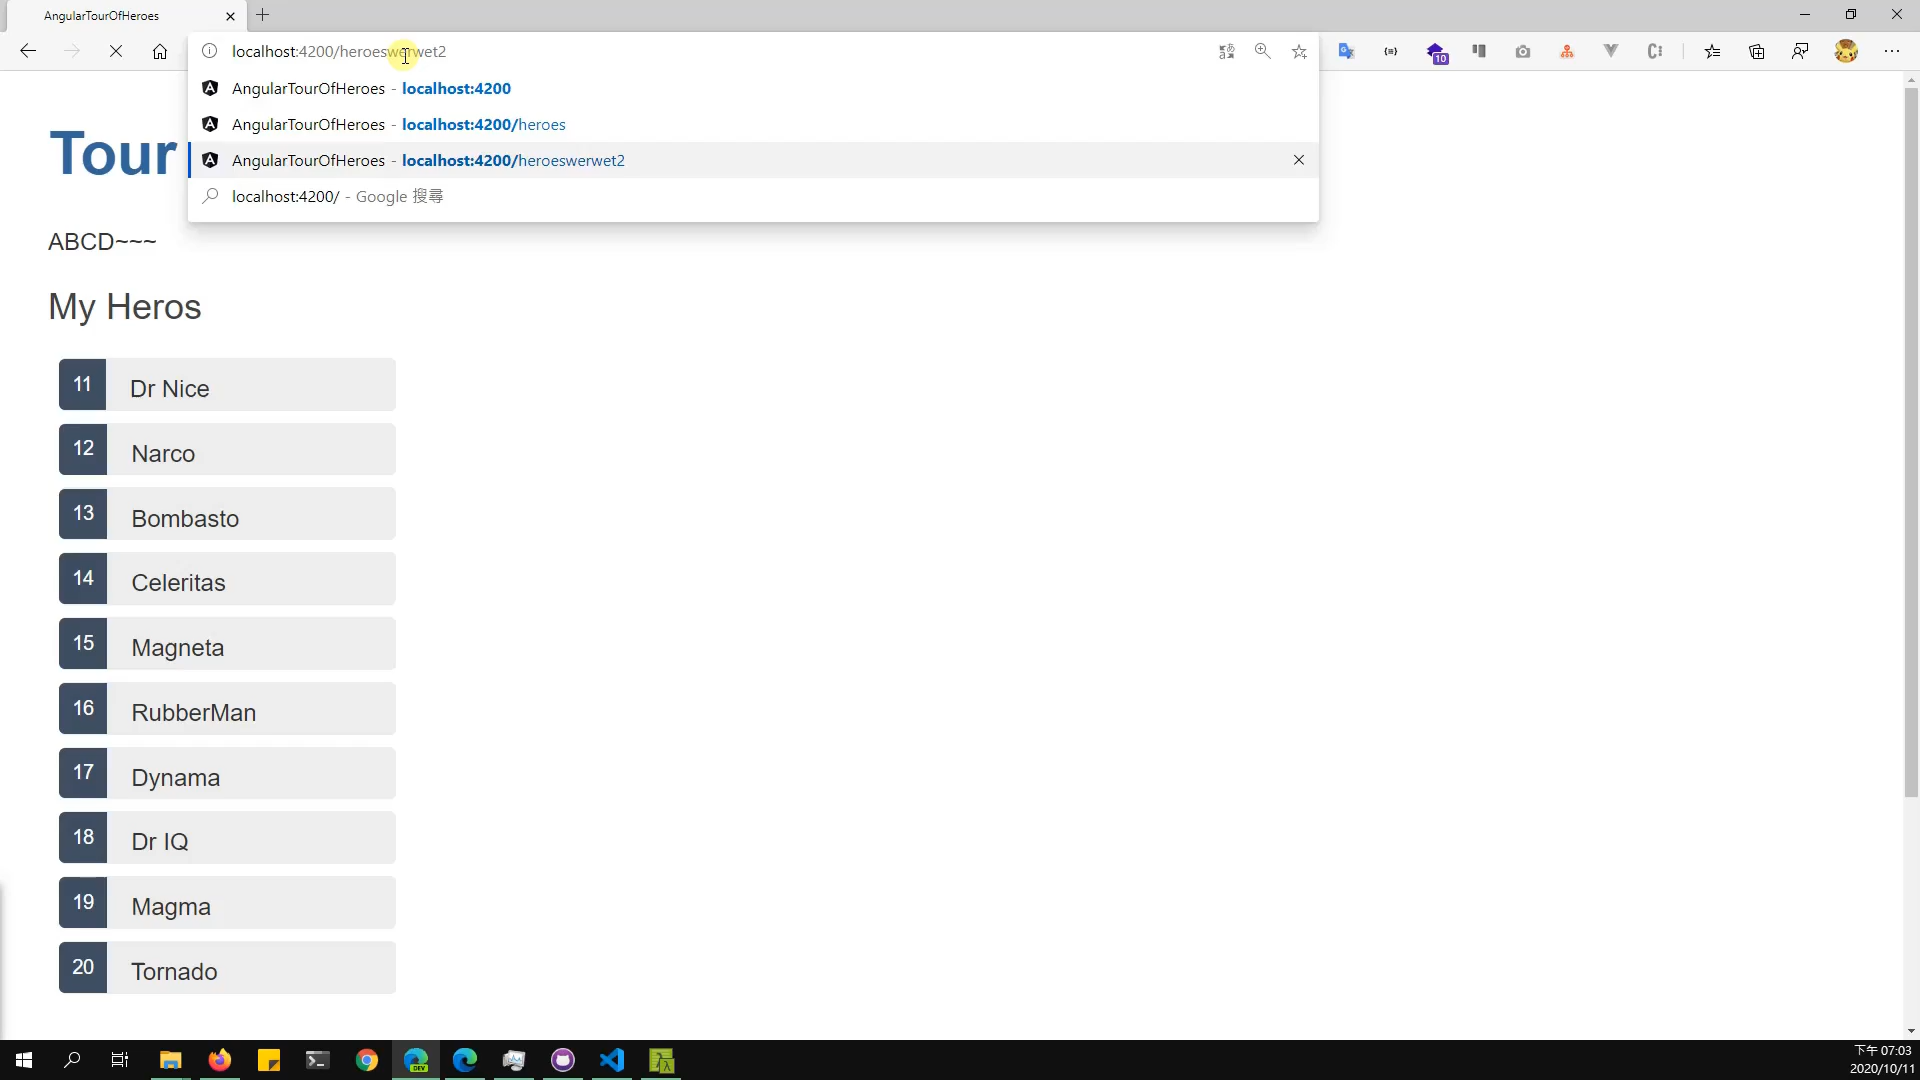 AngularTourOfHeroes
localhost:4200/heroeswerwet2
AngularTourOfHeroes - localhost:4200
AngularTourOfHeroes - localhost:4200/heroes
AngularTourOfHeroes - localhost:4200/heroeswerwet2
localhost:4200/ - Google 搜尋
10
Tour
ABCD~~~
My Heros
11 Dr Nice
12 Narco
13 Bombasto
14 Celeritas
15 Magneta
16 RubberMan
17 Dynama
18 Dr IQ
19 Magma
20 Tornado
DEV
下午 07:03
2020/10/11